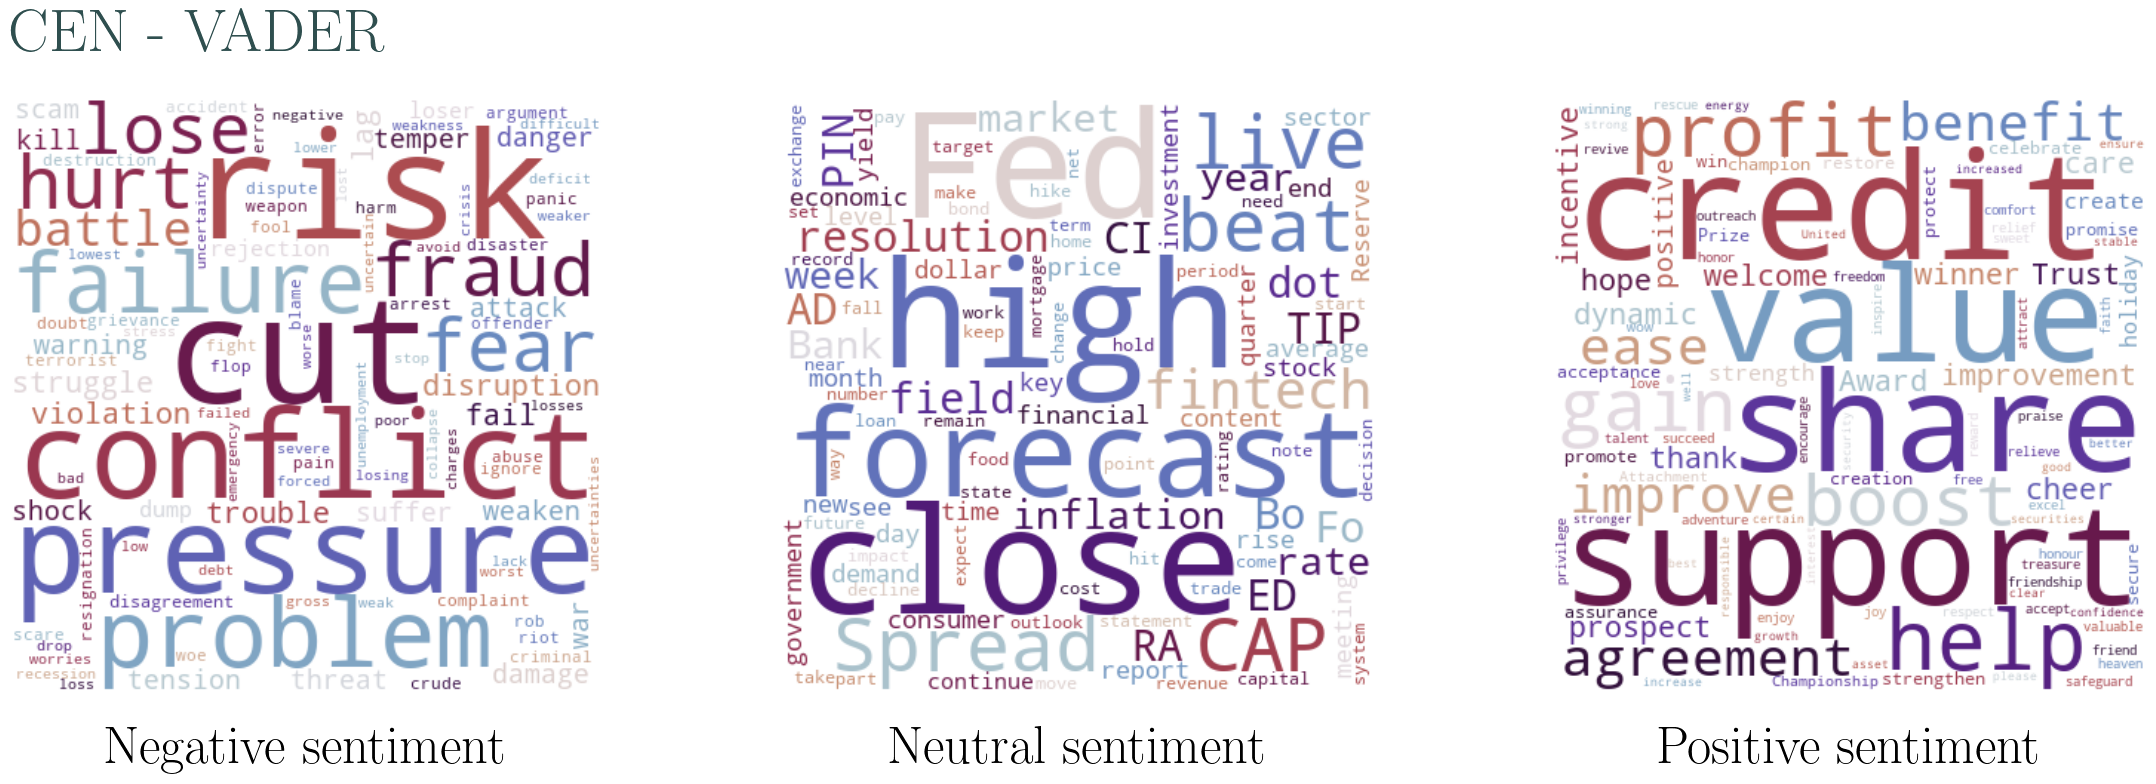 CEN - VADER
scam
accident
error
negative
lag
loser
argument
kill
lose
lower
weakness
difficult
temper
danger
destruction
hurt
risk
dispute
lost
deficit
weapon
harm
crisis
panic
weaker
battle
uncertainty
fool
uncertain
rejection
avoid
disaster
lowest
failure
fraud
arrest
attack
doubt
grievance
blame
offender
stress
warning
cut
fear
terrorist
fight
worse
stop
flop
struggle
unemployment
disruption
violation
failed
poor
fail
losses
conflict
emergency
collapse
charges
severe
pain
abuse
ignore
bad
forced
losing
uncertainties
shock
dump
trouble
suffer
weaken
pressure
resignation
low
debt
lack
worst
disagreement
gross
weak
complaint
problem
war
scare
rob
drop
riot
worries
woe
criminal
recession
loss
tension
threat
crude
damage
Negative sentiment
exchange
PIN
yield
pay
Fed
market
investment
live
sector
target
net
economic
make
hike
year
end
set
level
bond
need
beat
Reserve
resolution
term
home
CI
record
week
dollar
mortgage
price
period
dot
AD
fall
work
change
quarter
start
high
keep
TIP
Bank
hold
average
near
month
key
stock
number
field
fintech
loan
remain
financial
content
forecast
way
food
point
rating
note
decision
state
new
see
time
inflation
Bo
Fo
future
day
close
government
impact
expect
hit
rise
come
rate
demand
decline
cost
trade
ED
meeting
consumer
outlook
statement
Spread
RA
CAP
system
report
takepart
continue
move
revenue
capital
Neutral sentiment
winning
rescue
energy
strong
incentive
profit
benefit
revive
positive
win
champion
restore
celebrate
ensure
care
credit
protect
increased
outreach
comfort
create
Prize
United
relief
sweet
promise
stable
honor
hope
welcome
freedom
winner
Trust
dynamic
value
inspire
attract
faith
holiday
wow
ease
acceptance
love
well
strength
Award
improvement
gain
share
encourage
security
reward
praise
talent
succeed
better
promote
thank
relieve
Attachment
creation
free
good
improve
boost
cheer
excel
stronger
adventure
certain
securities
privilege
support
best
responsible
interest
honour
treasure
friendship
clear
secure
assurance
enjoy
joy
respect
accept
confidence
prospect
growth
help
valuable
agreement
asset
friend
heaven
increase
Championship
strengthen
please
safeguard
Positive sentiment